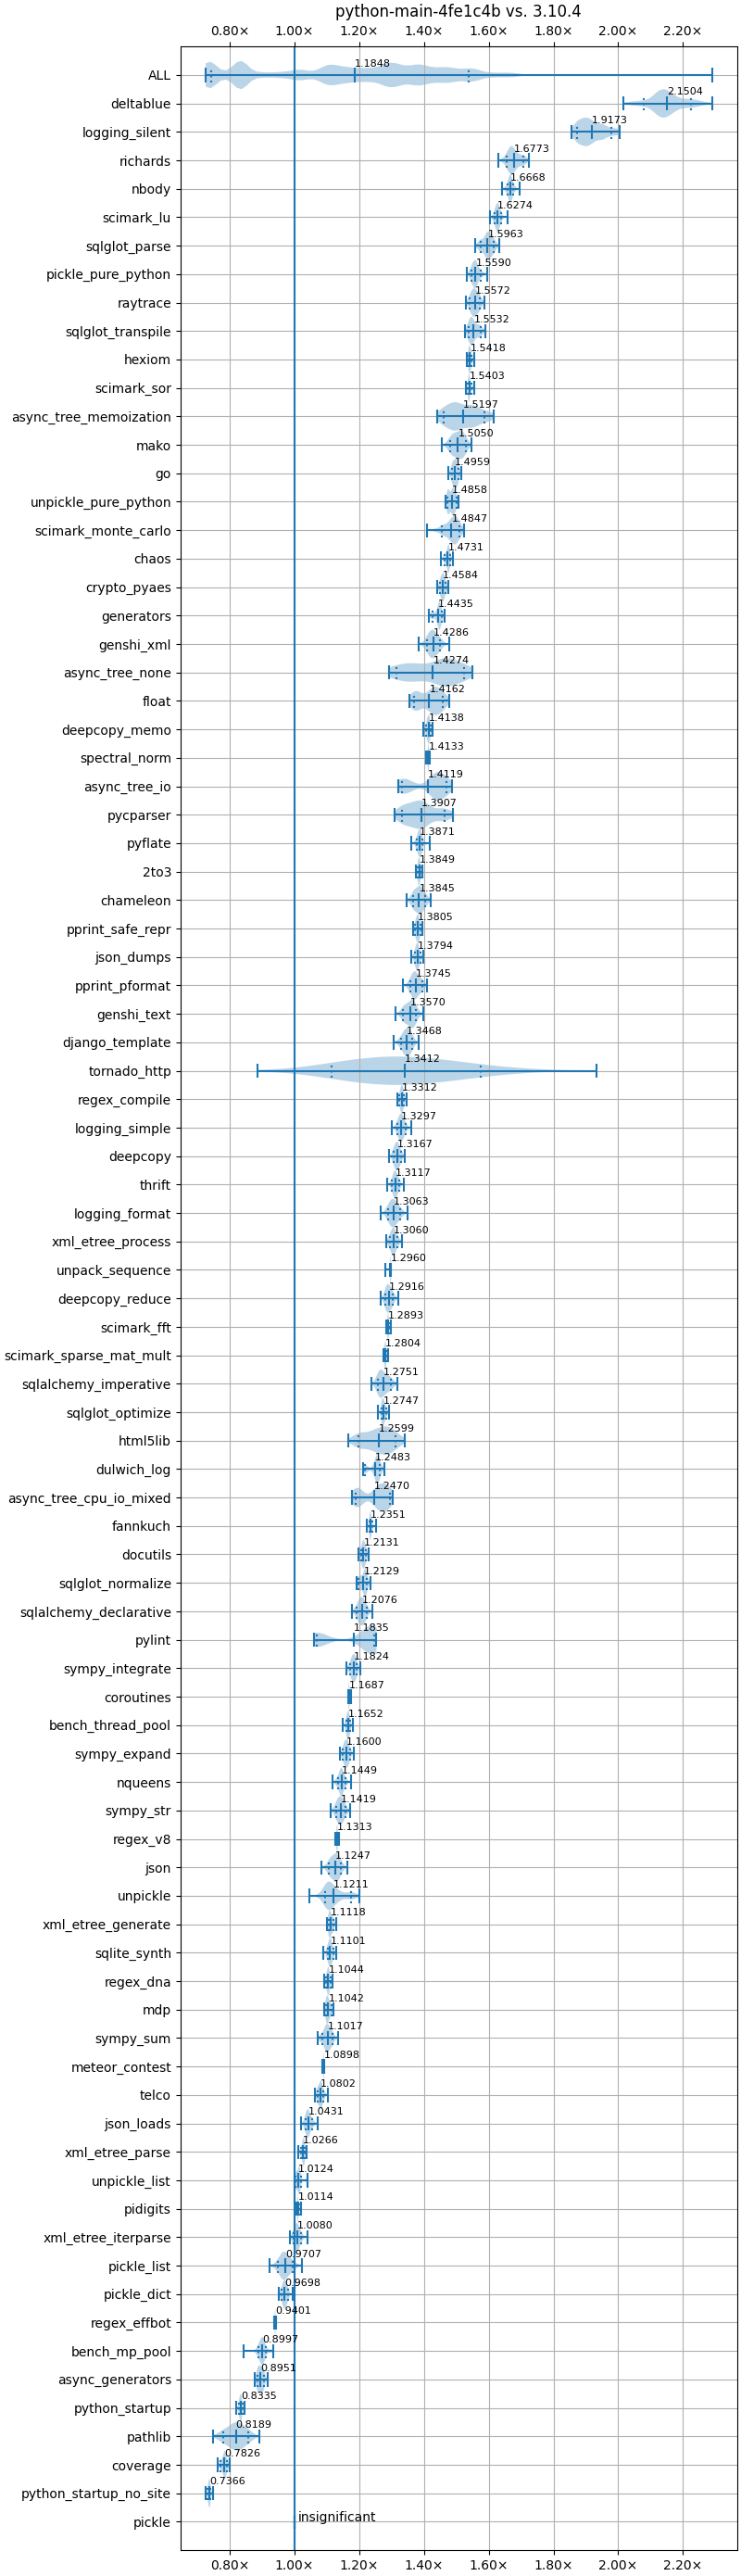 python-main-4fe1c4b vs. 3.10.4
0.80× 1.00× 1.20× 1.40× 1.60× 1.80× 2.00× 2.20×
ALL 1.1848
deltablue 2.1504
logging_silent 1.9173
richards 1.6773
nbody 1.6668
scimark_lu 1.6274
sqlglot_parse 1.5963
pickle_pure_python 1.5590
raytrace 1.5572
sqlglot_transpile 1.5532
hexiom 1.5418
scimark_sor 1.5403
async_tree_memoization 1.5197
mako 1.5050
go 1.4959
unpickle_pure_python 1.4858
scimark_monte_carlo 1.4847
chaos 1.4731
crypto_pyaes 1.4584
generators 1.4435
genshi_xml 1.4286
async_tree_none 1.4274
float 1.4162
deepcopy_memo 1.4138
spectral_norm 1.4133
async_tree_io 1.4119
pycparser 1.3907
pyflate 1.3871
2to3 1.3849
chameleon 1.3845
pprint_safe_repr 1.3805
json_dumps 1.3794
pprint_pformat 1.3745
genshi_text 1.3570
django_template 1.3468
tornado_http 1.3412
regex_compile 1.3312
logging_simple 1.3297
deepcopy 1.3167
thrift 1.3117
logging_format 1.3063
xml_etree_process 1.3060
unpack_sequence 1.2960
deepcopy_reduce 1.2916
scimark_fft 1.2893
scimark_sparse_mat_mult 1.2804
sqlalchemy_imperative 1.2751
sqlglot_optimize 1.2747
html5lib 1.2599
dulwich_log 1.2483
async_tree_cpu_io_mixed 1.2470
fannkuch 1.2351
docutils 1.2131
sqlglot_normalize 1.2129
sqlalchemy_declarative 1.2076
pylint 1.1835
sympy_integrate 1.1824
coroutines 1.1687
bench_thread_pool 1.1652
sympy_expand 1.1600
nqueens 1.1449
sympy_str 1.1419
regex_v8 1.1313
json 1.1247
unpickle 1.1211
xml_etree_generate 1.1118
sqlite_synth 1.1101
regex_dna 1.1044
mdp 1.1042
sympy_sum 1.1017
meteor_contest 1.0898
telco 1.0802
json_loads 1.0431
xml_etree_parse 1.0266
unpickle_list 1.0124
pidigits 1.0114
xml_etree_iterparse 1.0080
pickle_list 0.9707
pickle_dict 0.9698
regex_effbot 0.9401
bench_mp_pool 0.8997
async_generators 0.8951
python_startup 0.8335
pathlib 0.8189
coverage 0.7826
python_startup_no_site 0.7366
pickle insignificant
0.80× 1.00× 1.20× 1.40× 1.60× 1.80× 2.00× 2.20×